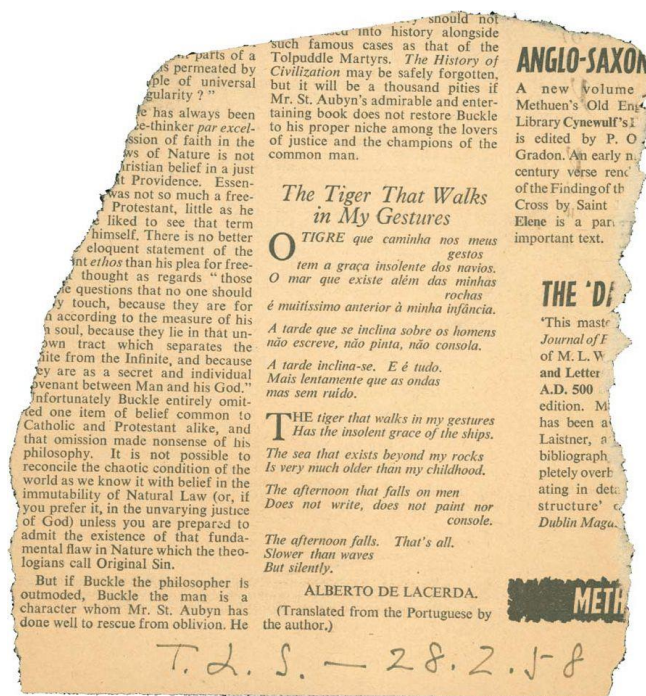 parts of a
s permeated by
ple of universal
gularity ? "
e has always been
e-thinker par excel-
ssion of faith in the
ws of Nature is not
ristian belief in a just
t Providence. Essen-
was not so much a free-
Protestant, little as he
liked to see that term
himself. There is no better
eloquent statement of the
nt ethos than his plea for free-
thought as regards " those
e questions that no one should
y touch, because they are for
n according to the measure of his
n soul, because they lie in that un-
own tract which separates the
nite from the Infinite, and because
ey are as a secret and individual
ovenant between Man and his God."
nfortunately Buckle entirely omit-
ed one item of belief common to
Catholic and Protestant alike, and
that omission made nonsense of his
philosophy. It is not possible to
reconcile the chaotic condition of the
world as we know it with belief in the
immutability of Natural Law (or, if
you prefer it, in the unvarying justice
of God) unless you are prepared to
admit the existence of that funda-
mental flaw in Nature which the theo-
logians call Original Sin.
But if Buckle the philosopher is
outmoded, Buckle the man is a
character whom Mr. St. Aubyn has
done well to rescue from oblivion. He
should not
into history alongside
such famous cases as that of the
Tolpuddle Martyrs. The History of
Civilization may be safely forgotten,
but it will be a thousand pities if
Mr. St. Aubyn's admirable and enter-
taining book does not restore Buckle
to his proper niche among the lovers
of justice and the champions of the
common man.
The Tiger That Walks
in My Gestures
O TIGRE que caminha nos meus
gestos
tem a graça insolente dos navios.
O mar que existe além das minhas
rochas
é muitíssimo anterior à minha infância.
A tarde que se inclina sobre os homens
não escreve, não pinta, não consola.
A tarde inclina-se. E é tudo.
Mais lentamente que as ondas
mas sem ruído.
THE tiger that walks in my gestures
Has the insolent grace of the ships.
The sea that exists beyond my rocks
Is very much older than my childhood.
The afternoon that falls on men
Does not write, does not paint nor
console.
The afternoon falls. That's all.
Slower than waves
But silently.
ALBERTO DE LACERDA.
(Translated from the Portuguese by
the author.)
ANGLO-SAXON
A new volume
Methuen's Old Eng
Library Cynewulf's
is edited by P. O
Gradon. An early n
century verse rend
of the Finding of th
Cross by Saint
Elene is a part
important text.
THE 'DI
'This maste
Journal of E
of M. L. W
and Letter
A.D. 500
edition. M
has been a
Laistner, a
bibliograph
pletely overh
ating in deta
structure' c
Dublin Maga
METH
T. L. S. — 28.2.58